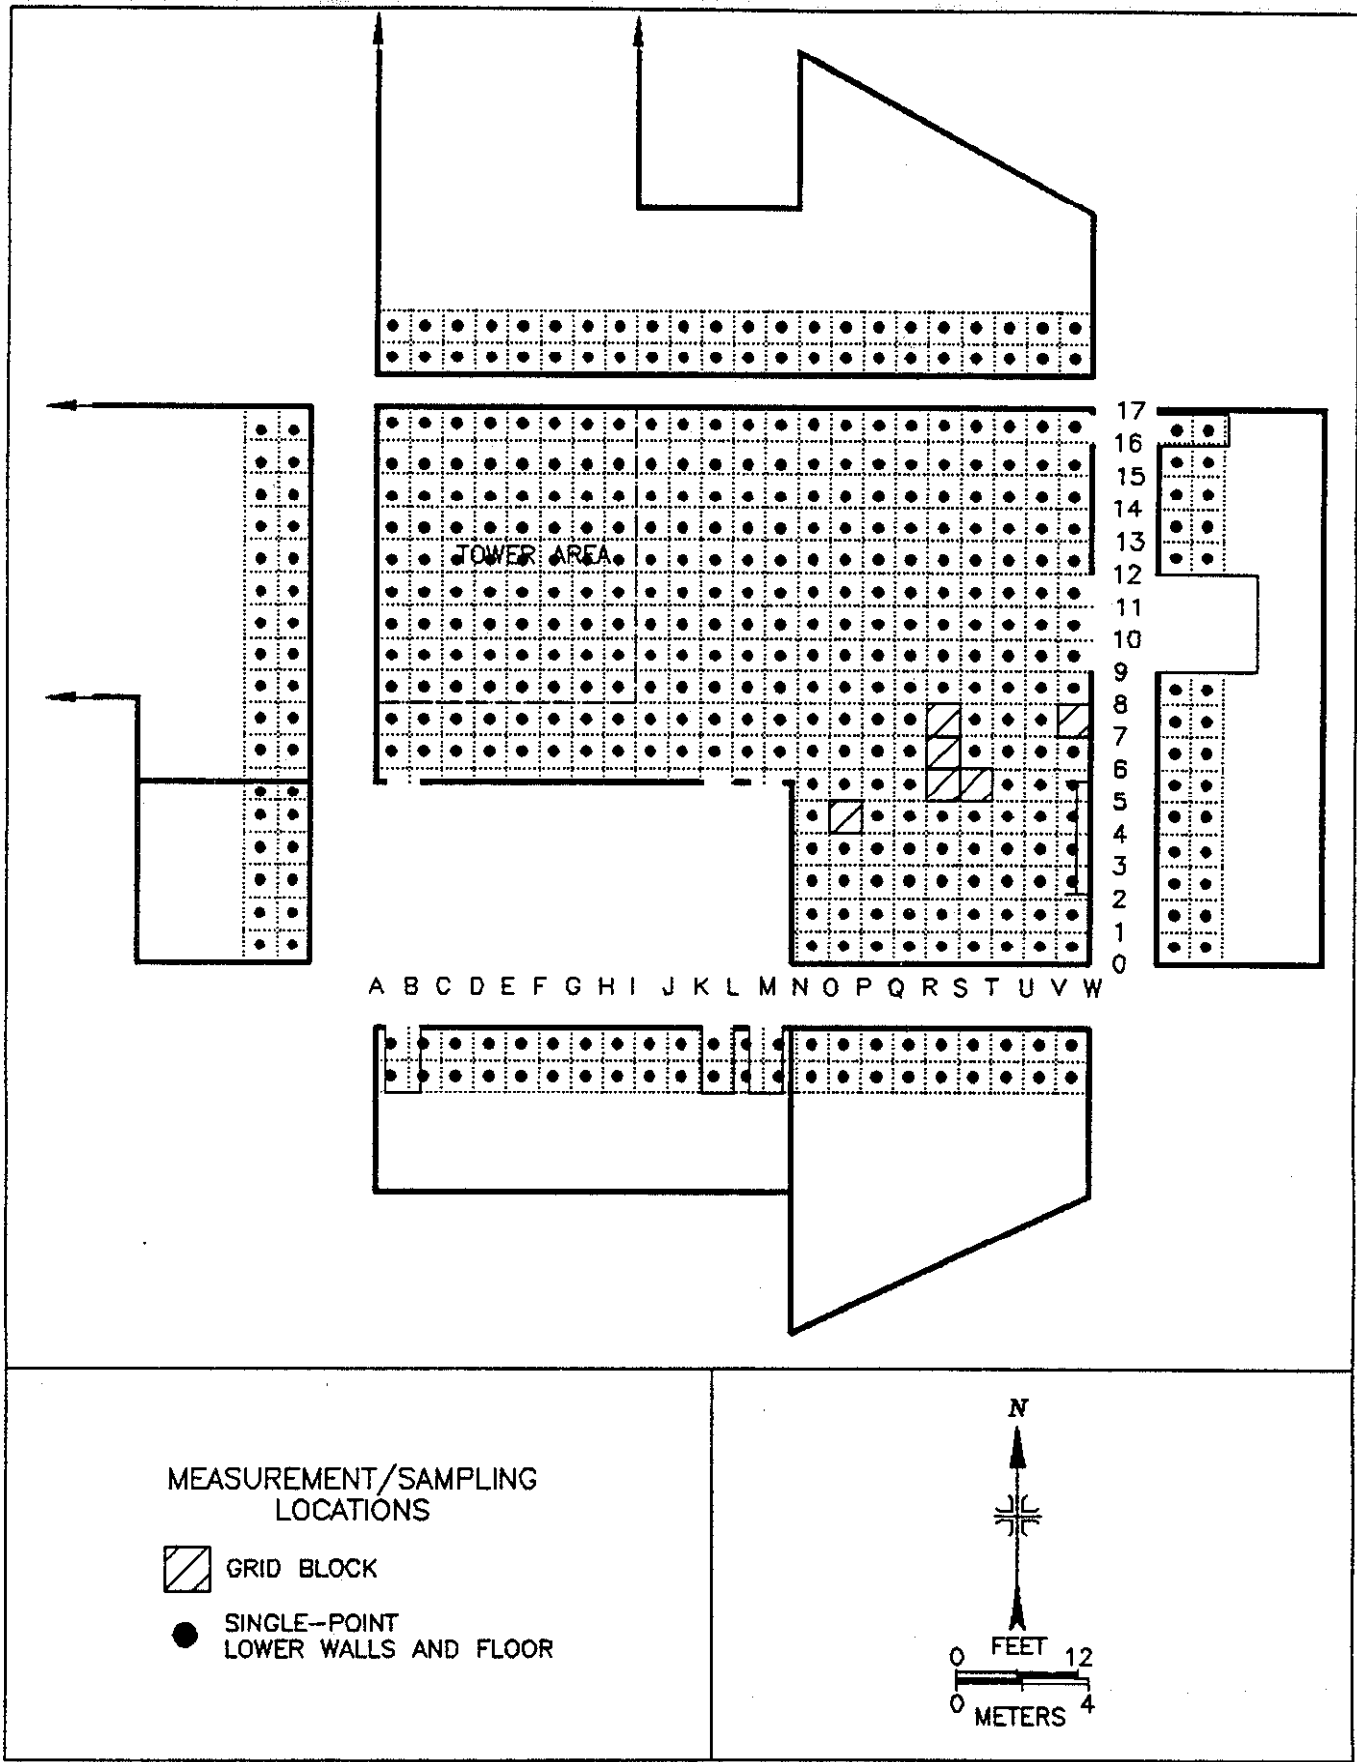 17
16
15
14
13
TOWER AREA
12
11
10
9
8
7
6
5
4
3
2
1
0
A B C D E F G H I J K L M N O P Q R S T U V W
N
MEASUREMENT/SAMPLING
LOCATIONS
GRID BLOCK
SINGLE-POINT
LOWER WALLS AND FLOOR
FEET
0 12
0 4
METERS